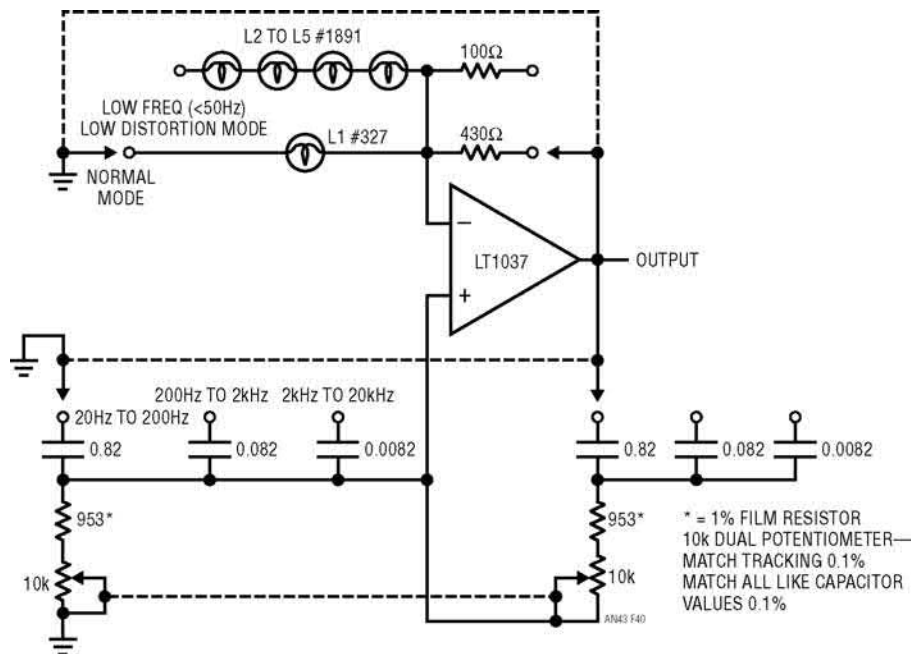 L2 TO L5 #1891
100Ω
LOW FREQ (<50Hz)
LOW DISTORTION MODE
L1 #327
430Ω
NORMAL
MODE
−
LT1037
+
OUTPUT
200Hz TO 2kHz
2kHz TO 20kHz
20Hz TO 200Hz
0.82
0.082
0.0082
0.82
0.082
0.0082
953*
953*
10k
10k
* = 1% FILM RESISTOR
10k DUAL POTENTIOMETER—
MATCH TRACKING 0.1%
MATCH ALL LIKE CAPACITOR
VALUES 0.1%
AN43 F40